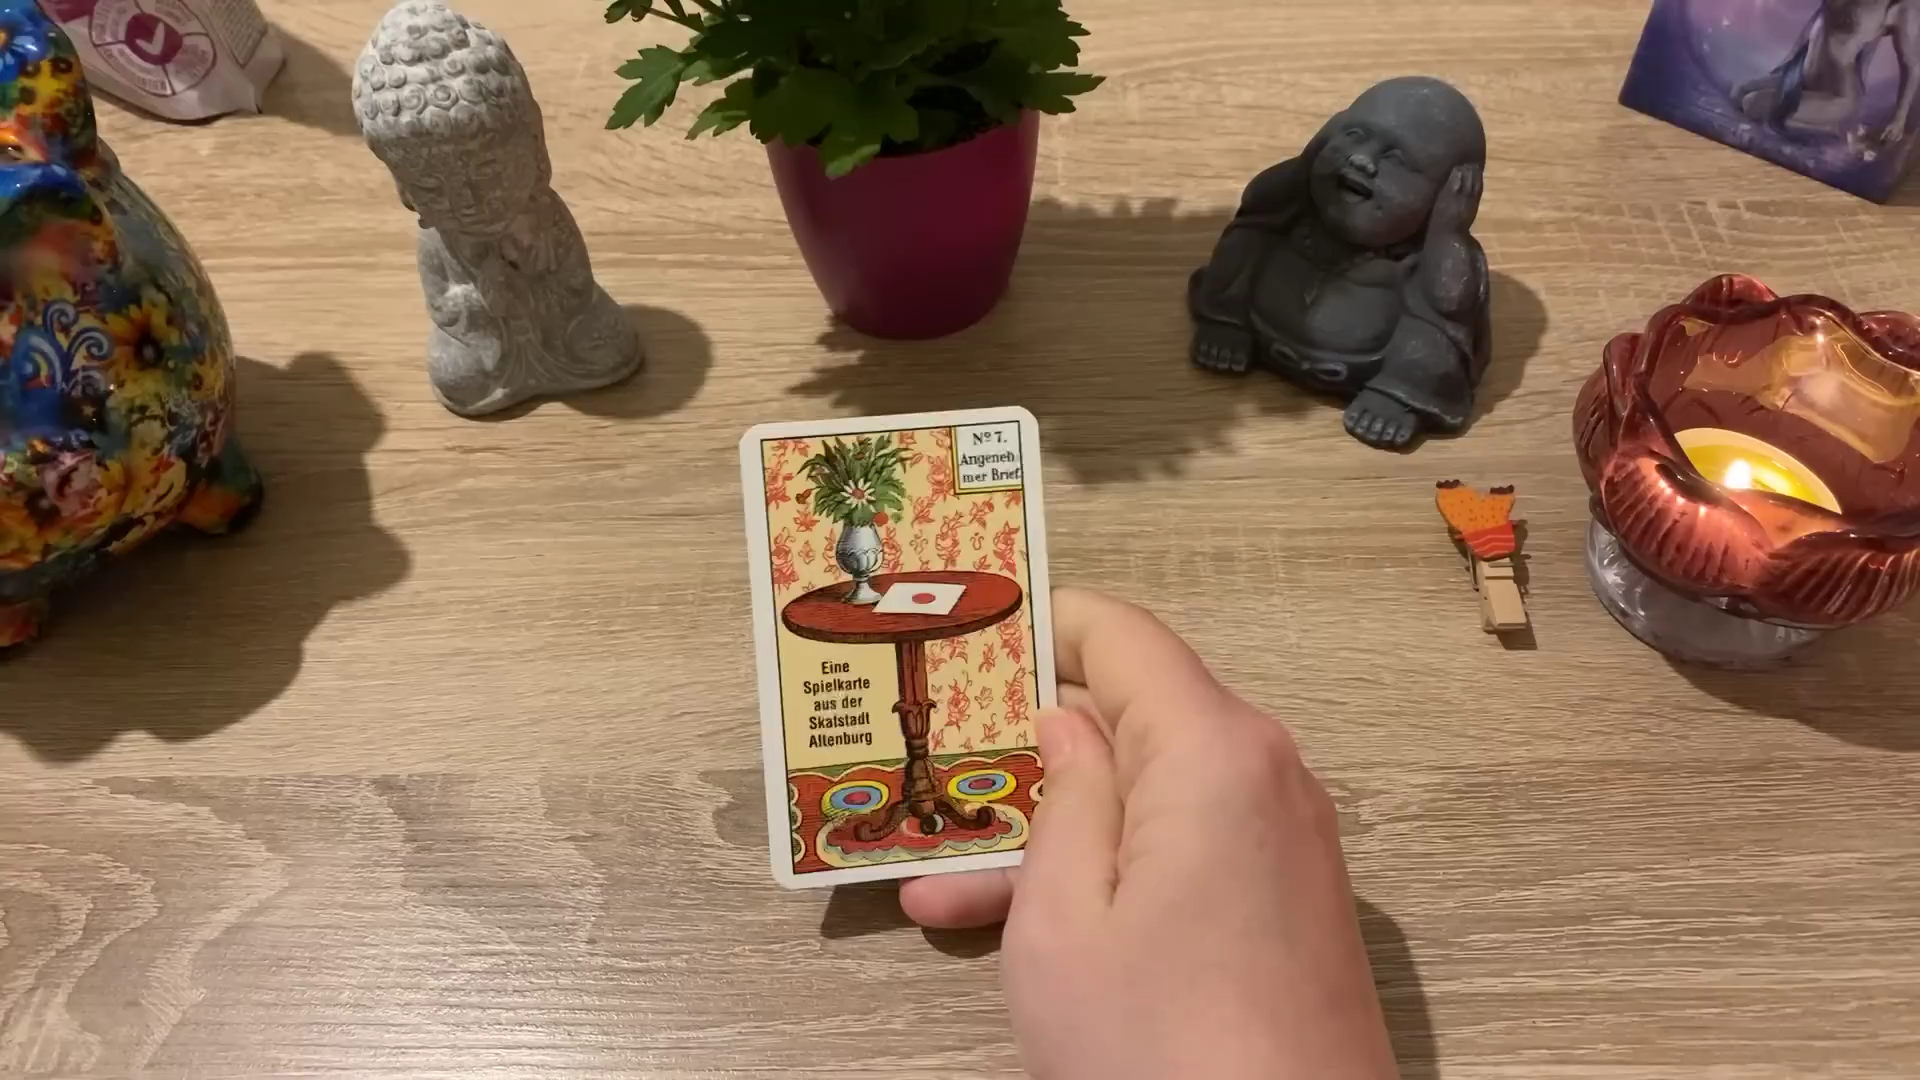 Nº 7.
Angeneh
mer Brief.
Eine
Spielkarte
aus der
Skatstadt
Altenburg